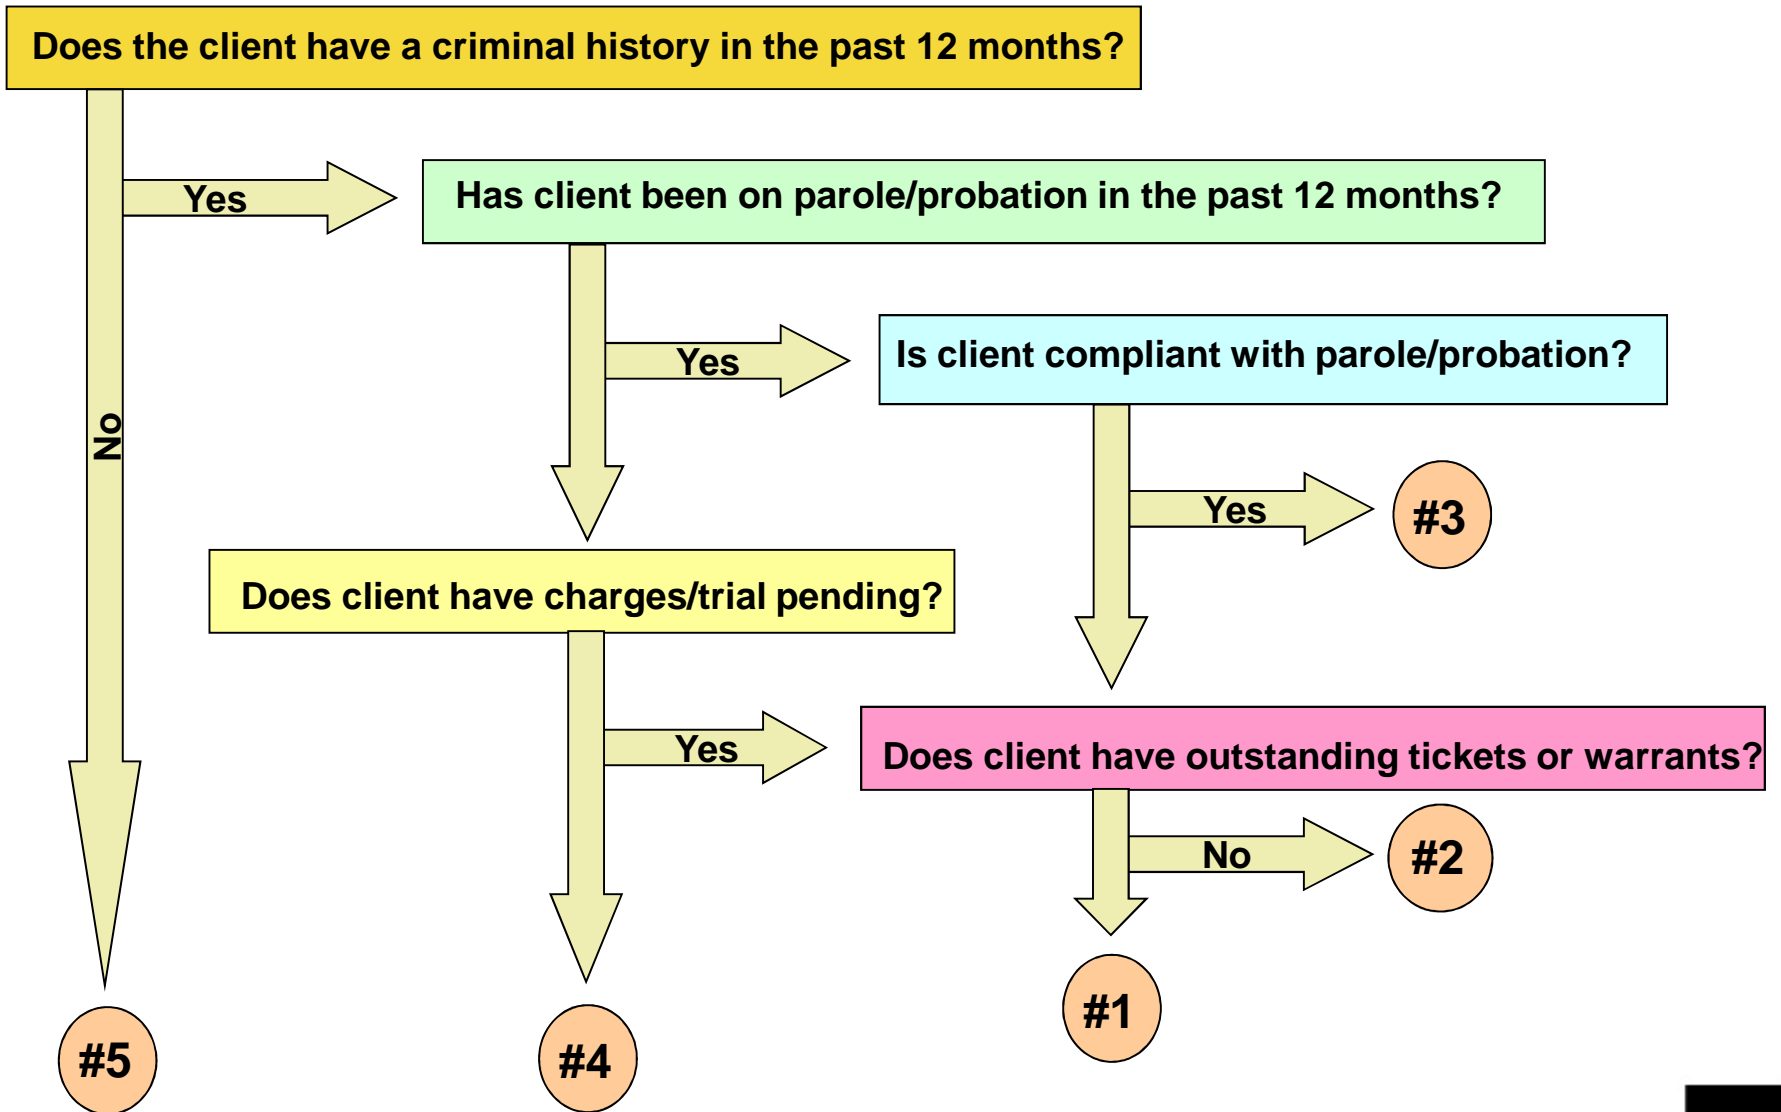 Does the client have a criminal history in the past 12 months?
Yes
Has client been on parole/probation in the past 12 months?
Yes
Is client compliant with parole/probation?
No
Yes
#3
Does client have charges/trial pending?
Yes
Does client have outstanding tickets or warrants?
No
#2
#1
#5
#4